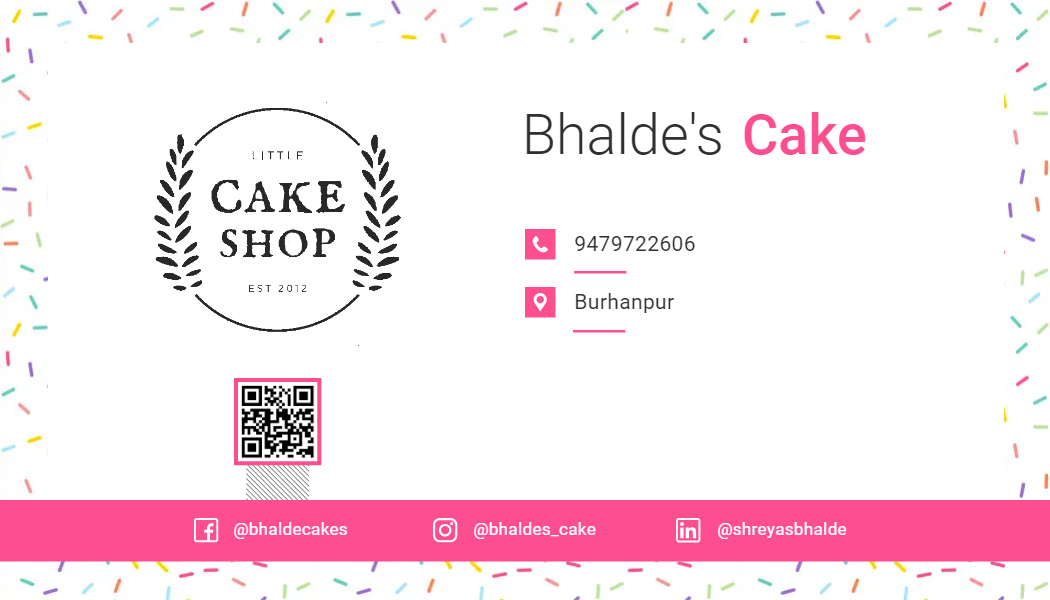 LITTLE
CAKE
SHOP
EST 2012
Bhalde's Cake
9479722606
Burhanpur
@bhaldecakes
@bhaldes_cake
@shreyasbhalde